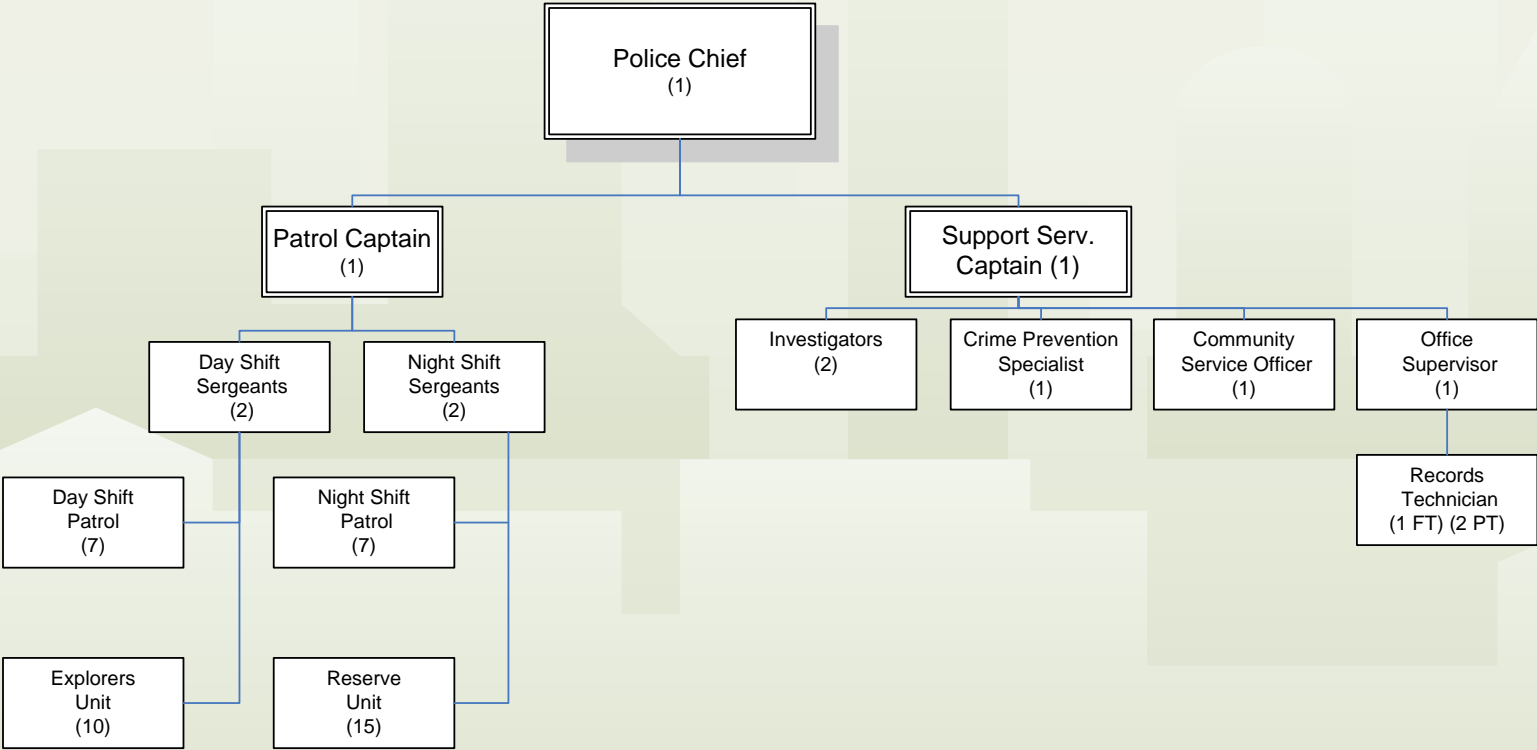 Police Chief
(1)
Patrol Captain
(1)
Support Serv.
Captain (1)
Day Shift
Sergeants
(2)
Night Shift
Sergeants
(2)
Investigators
(2)
Crime Prevention
Specialist
(1)
Community
Service Officer
(1)
Office
Supervisor
(1)
Day Shift
Patrol
(7)
Night Shift
Patrol
(7)
Records
Technician
(1 FT) (2 PT)
Explorers
Unit
(10)
Reserve
Unit
(15)